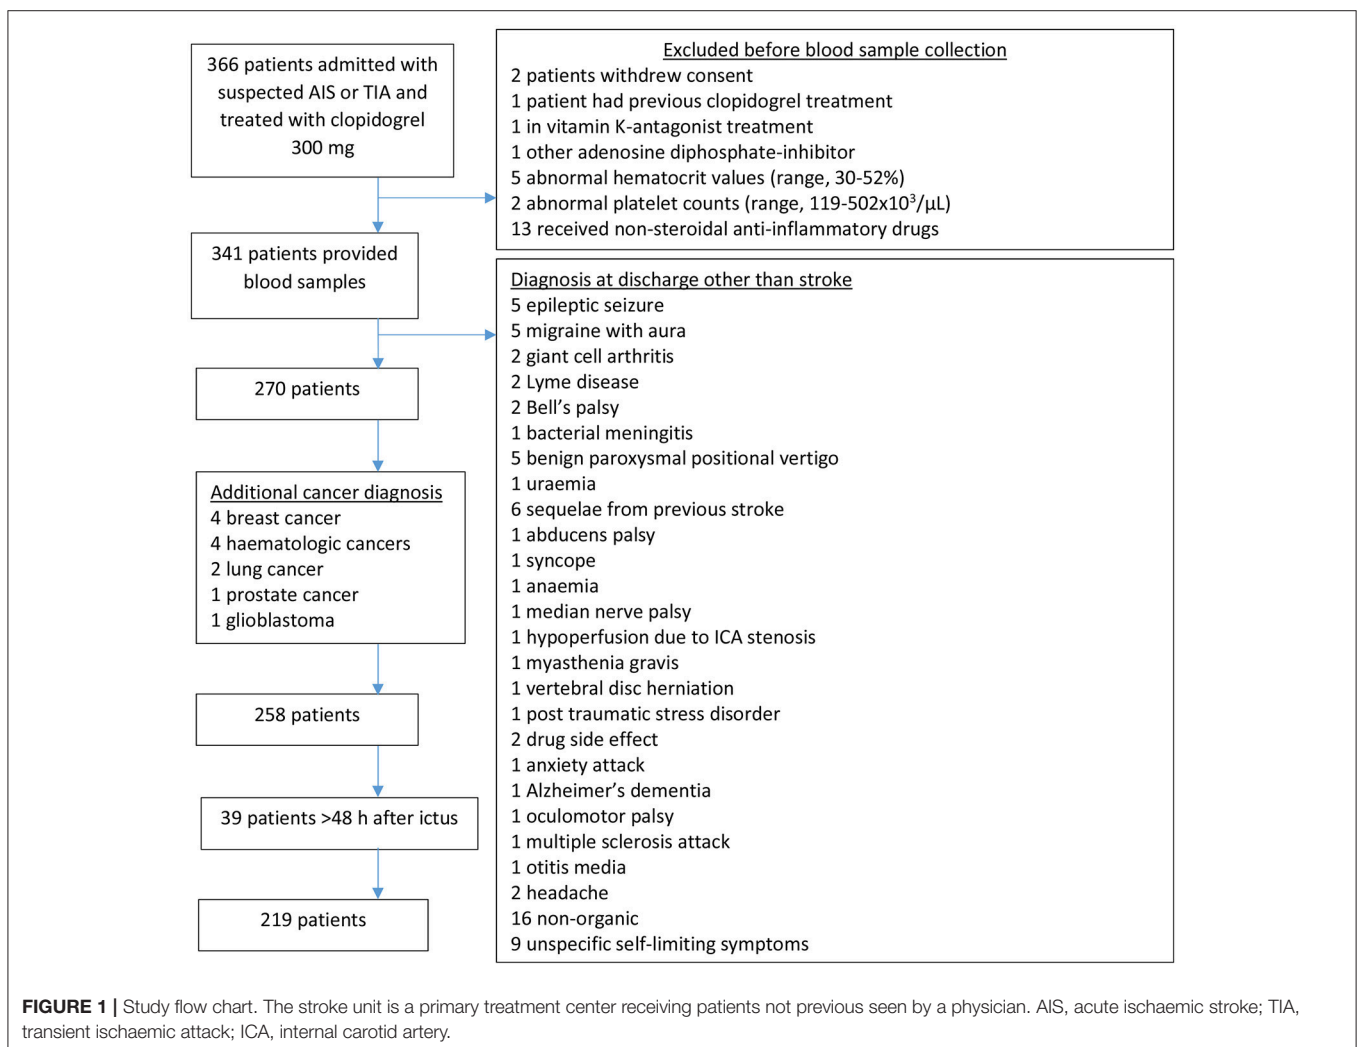 366 patients admitted with
suspected AIS or TIA and
treated with clopidogrel
300 mg
Excluded before blood sample collection
2 patients withdrew consent
1 patient had previous clopidogrel treatment
1 in vitamin K-antagonist treatment
1 other adenosine diphosphate-inhibitor
5 abnormal hematocrit values (range, 30-52%)
2 abnormal platelet counts (range, 119-502x10³/µL)
13 received non-steroidal anti-inflammatory drugs
341 patients provided
blood samples
Diagnosis at discharge other than stroke
5 epileptic seizure
5 migraine with aura
2 giant cell arthritis
2 Lyme disease
2 Bell's palsy
1 bacterial meningitis
5 benign paroxysmal positional vertigo
1 uraemia
6 sequelae from previous stroke
1 abducens palsy
1 syncope
1 anaemia
1 median nerve palsy
1 hypoperfusion due to ICA stenosis
1 myasthenia gravis
1 vertebral disc herniation
1 post traumatic stress disorder
2 drug side effect
1 anxiety attack
1 Alzheimer's dementia
1 oculomotor palsy
1 multiple sclerosis attack
1 otitis media
2 headache
16 non-organic
9 unspecific self-limiting symptoms
270 patients
Additional cancer diagnosis
4 breast cancer
4 haematologic cancers
2 lung cancer
1 prostate cancer
1 glioblastoma
258 patients
39 patients >48 h after ictus
219 patients
FIGURE 1 | Study flow chart. The stroke unit is a primary treatment center receiving patients not previous seen by a physician. AIS, acute ischaemic stroke; TIA,
transient ischaemic attack; ICA, internal carotid artery.